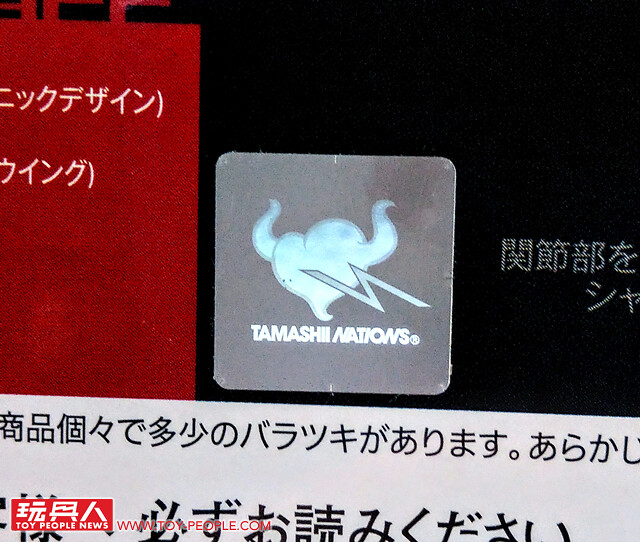 ニックデザイン)
ウイング)
関節部を
シャ
TAMASHII NATIONS®
商品個々で多少のバラツキがあります。あらかじ
様へ必ずお読みください
玩具人
TOY PEOPLE NEWS
WWW.TOY-PEOPLE.COM